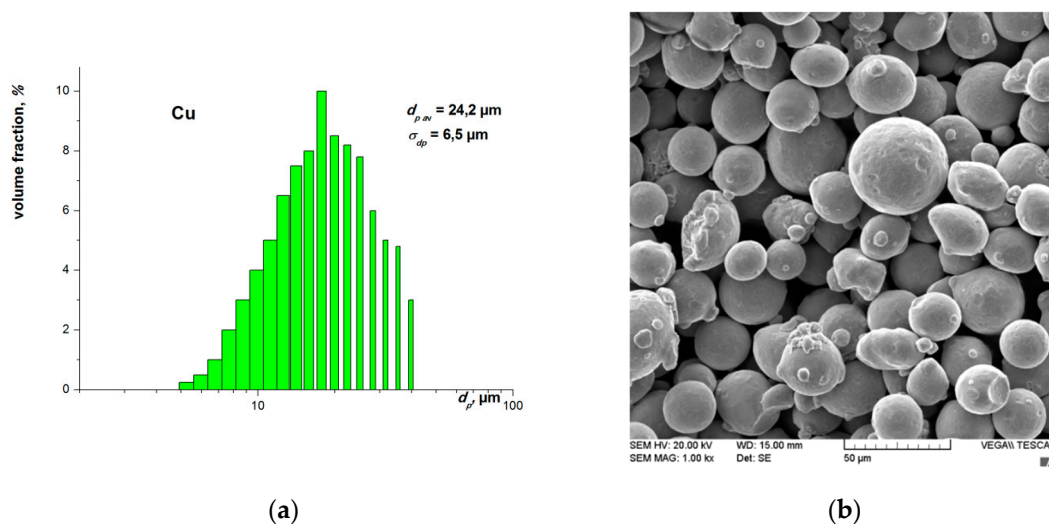 volume fraction, %
10
8
6
4
2
0
Cu
d_p av = 24,2 µm
σ_dp = 6,5 µm
10
d_p, µm
100
SEM HV: 20.00 kV WD: 15.00 mm VEGA\\ TESCA
SEM MAG: 1.00 kx Det: SE 50 µm
(a) (b)